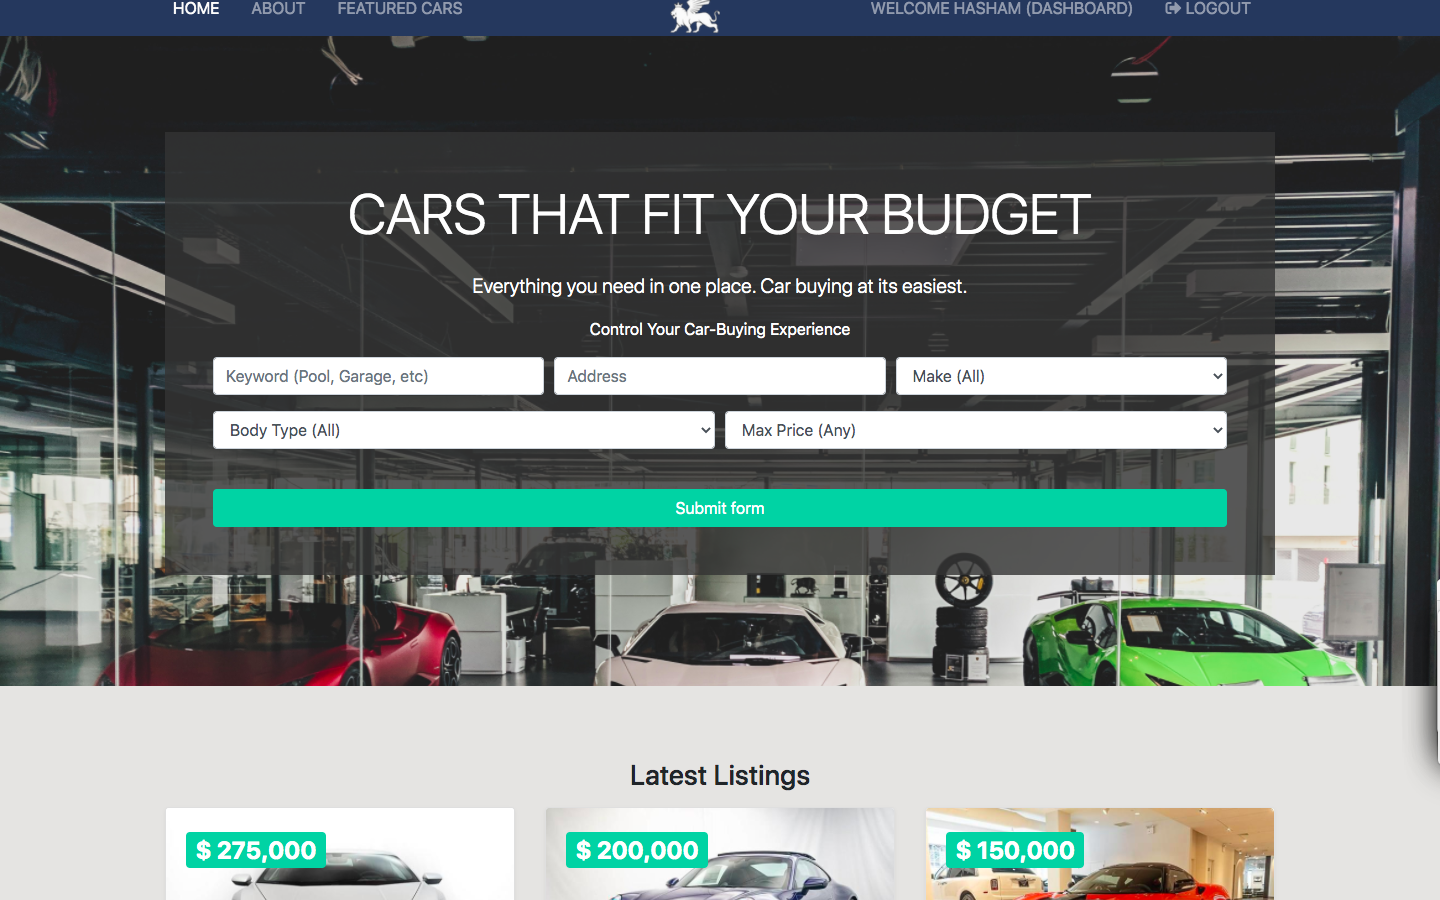 HOME ABOUT FEATURED CARS WELCOME HASHAM (DASHBOARD) LOGOUT
CARS THAT FIT YOUR BUDGET
Everything you need in one place. Car buying at its easiest.
Control Your Car-Buying Experience
Keyword (Pool, Garage, etc) Address Make (All)
Body Type (All) Max Price (Any)
Submit form
Latest Listings
$ 275,000 $ 200,000 $ 150,000